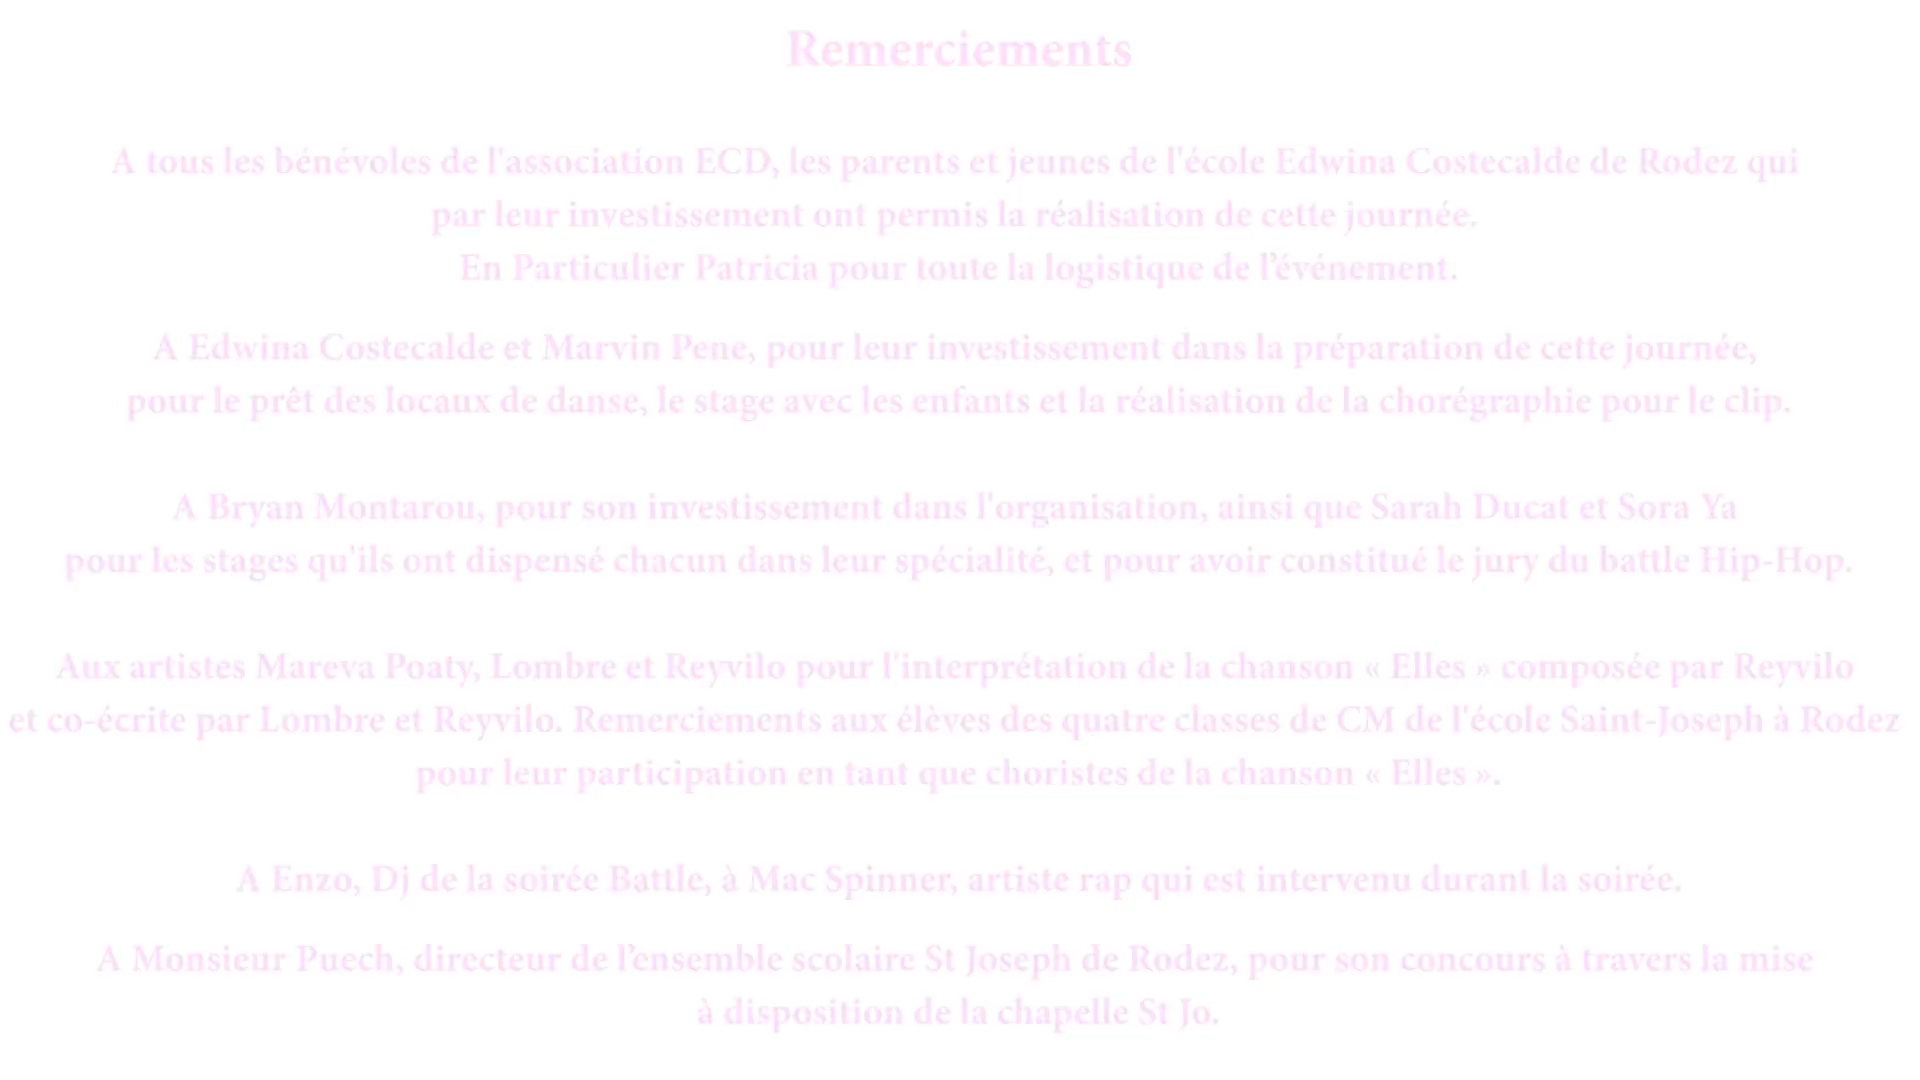 Remerciements
A tous les bénévoles de l'association ECD, les parents et jeunes de l'école Edwina Costecalde de Rodez qui
par leur investissement ont permis la réalisation de cette journée.
En Particulier Patricia pour toute la logistique de l’événement.
A Edwina Costecalde et Marvin Pene, pour leur investissement dans la préparation de cette journée,
pour le prêt des locaux de danse, le stage avec les enfants et la réalisation de la chorégraphie pour le clip.
A Bryan Montarou, pour son investissement dans l'organisation, ainsi que Sarah Ducat et Sora Ya
pour les stages qu'ils ont dispensé chacun dans leur spécialité, et pour avoir constitué le jury du battle Hip-Hop.
Aux artistes Mareva Poaty, Lombre et Reyvilo pour l'interprétation de la chanson « Elles » composée par Reyvilo
et co-écrite par Lombre et Reyvilo. Remerciements aux élèves des quatre classes de CM de l'école Saint-Joseph à Rodez
pour leur participation en tant que choristes de la chanson « Elles ».
A Enzo, Dj de la soirée Battle, à Mac Spinner, artiste rap qui est intervenu durant la soirée.
A Monsieur Puech, directeur de l’ensemble scolaire St Joseph de Rodez, pour son concours à travers la mise
à disposition de la chapelle St Jo.